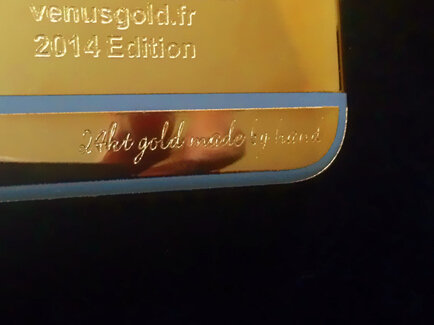 venusgold.fr
2014 Edition
24kt gold made by hand